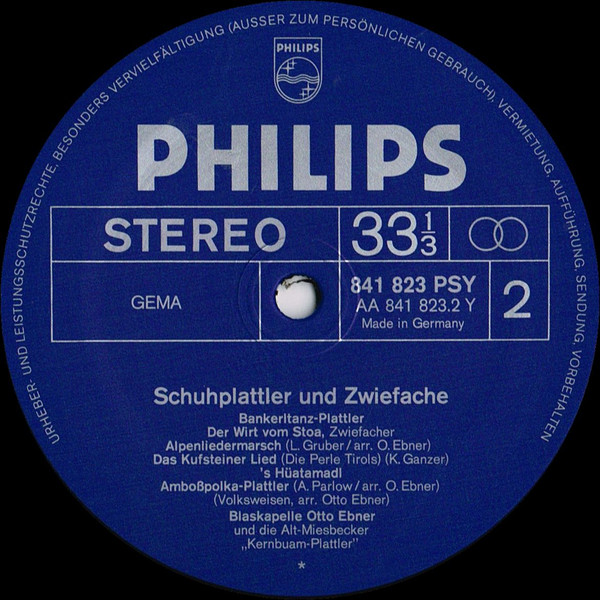 URHEBER- UND LEISTUNGSSCHUTZRECHTE, BESONDERS VERVIELFÄLTIGUNG (AUSSER ZUM PERSÖNLICHEN GEBRAUCH), VERMIETUNG, AUFFÜHRUNG, SENDUNG, VORBEHALTEN
PHILIPS
PHILIPS
STEREO
33 1/3
GEMA
841 823 PSY
AA 841 823.2 Y
Made in Germany
2
Schuhplattler und Zwiefache
Bankerltanz-Plattler
Der Wirt vom Stoa, Zwiefacher
Alpenliedermarsch (L. Gruber / arr. O. Ebner)
Das Kufsteiner Lied (Die Perle Tirols) (K. Ganzer)
's Hüatamadl
Amboßpolka-Plattler (A. Parlow / arr. O. Ebner)
(Volksweisen, arr. Otto Ebner)
Blaskapelle Otto Ebner
und die Alt-Miesbecker
„Kernbuam-Plattler”
*